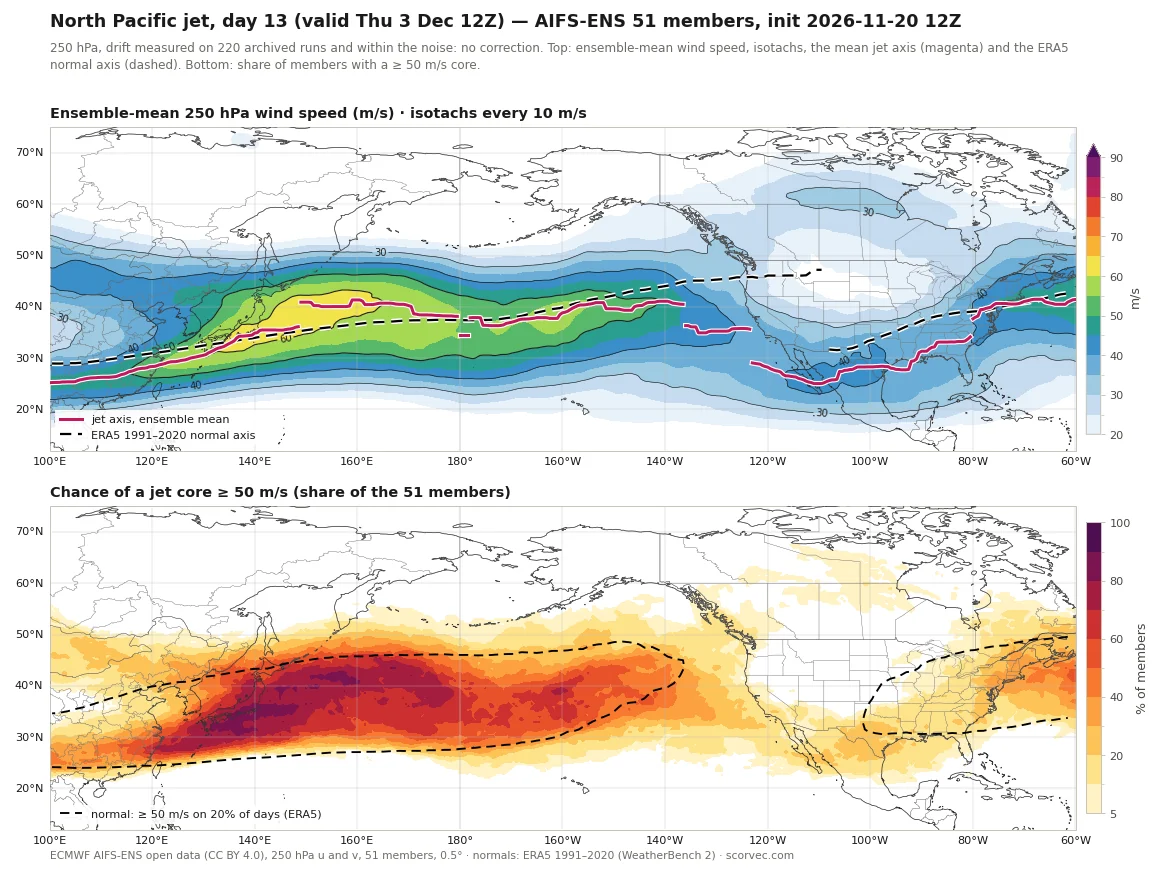 North Pacific jet, day 13 (valid Thu 3 Dec 12Z) — AIFS-ENS 51 members, init 2026-11-20 12Z
250 hPa, drift measured on 220 archived runs and within the noise: no correction. Top: ensemble-mean wind speed, isotachs, the mean jet axis (magenta) and the ERA5
normal axis (dashed). Bottom: share of members with a ≥ 50 m/s core.
Ensemble-mean 250 hPa wind speed (m/s) · isotachs every 10 m/s
70°N
60°N
50°N
40°N
30°N
20°N
30
30
30
40
50
60
40
40
30
40
jet axis, ensemble mean
ERA5 1991–2020 normal axis
100°E 120°E 140°E 160°E 180° 160°W 140°W 120°W 100°W 80°W 60°W
90
80
70
60
50
40
30
20
m/s
Chance of a jet core ≥ 50 m/s (share of the 51 members)
70°N
60°N
50°N
40°N
30°N
20°N
normal: ≥ 50 m/s on 20% of days (ERA5)
100°E 120°E 140°E 160°E 180° 160°W 140°W 120°W 100°W 80°W 60°W
100
80
60
40
20
5
% of members
ECMWF AIFS-ENS open data (CC BY 4.0), 250 hPa u and v, 51 members, 0.5° · normals: ERA5 1991–2020 (WeatherBench 2) · scorvec.com